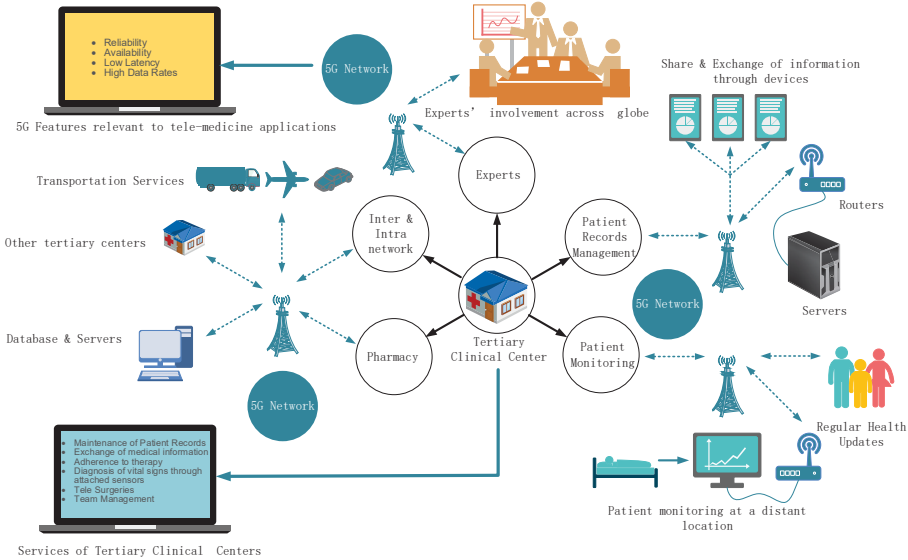 Reliability
Availability
Low Latency
High Data Rates
5G Features relevant to tele-medicine applications
5G Network
Experts’ involvement across globe
Share & Exchange of information
through devices
Transportation Services
Experts
Routers
Inter &
Intra
network
Patient
Records
Management
Other tertiary centers
5G Network
Servers
Database & Servers
Tertiary
Clinical Center
Pharmacy
Patient
Monitoring
5G Network
Regular Health
Updates
Maintenance of Patient Records
Exchange of medical information
Adherence to therapy
Diagnosis of vital signs through
attached sensors
Tele Surgeries
Team Management
Patient monitoring at a distant
location
Services of Tertiary Clinical Centers